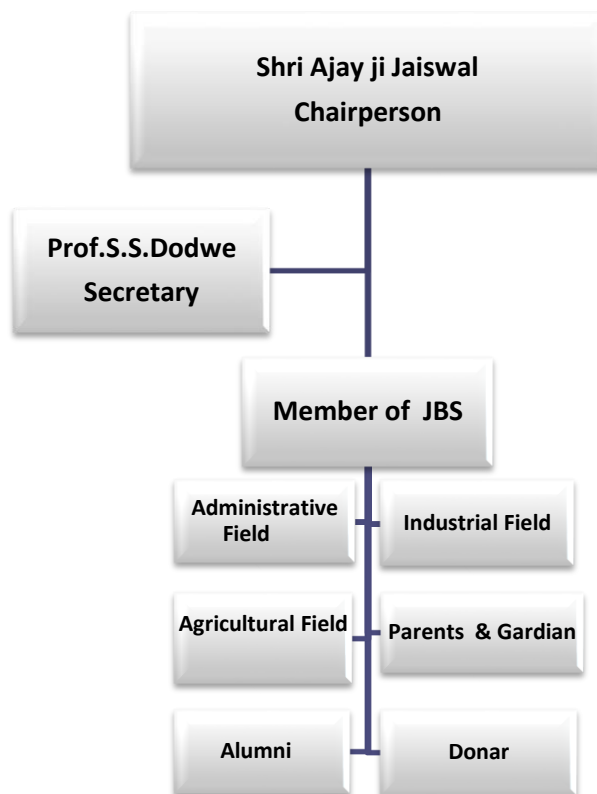 Shri Ajay ji Jaiswal
Chairperson
Prof.S.S.Dodwe
Secretary
Member of JBS
Administrative
Field
Industrial Field
Agricultural Field
Parents & Gardian
Alumni
Donar